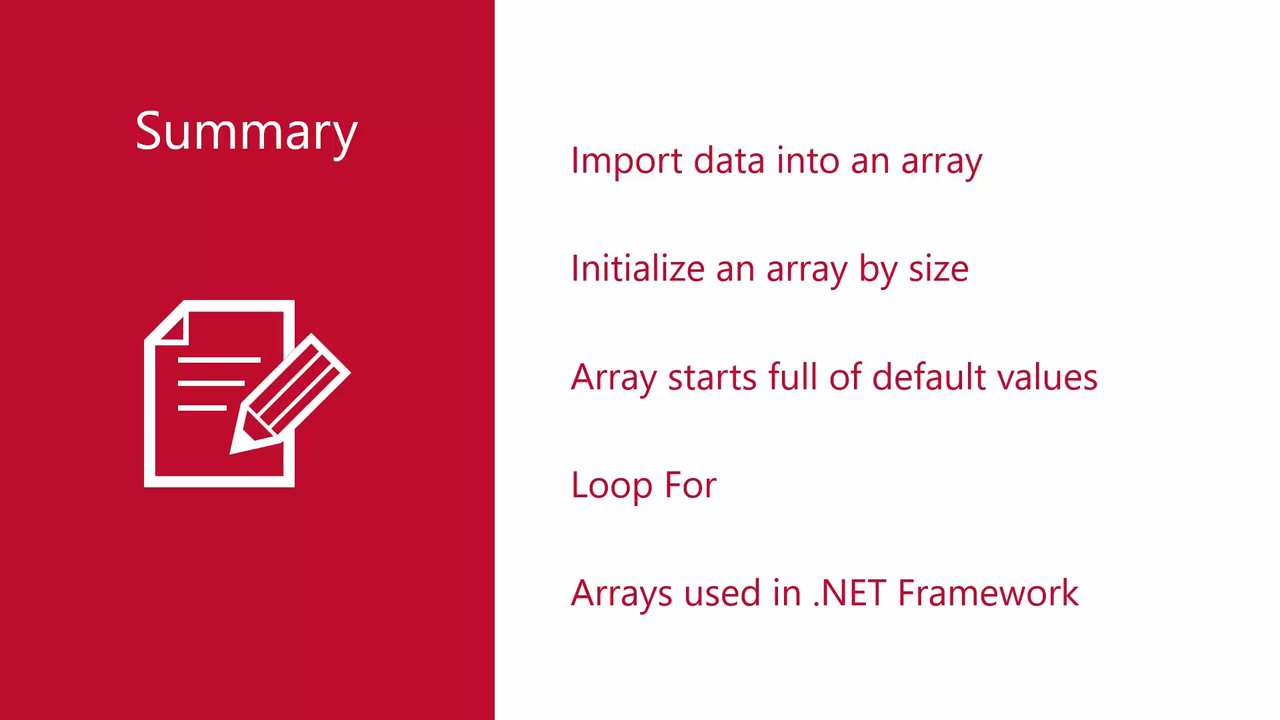 Summary
Import data into an array
Initialize an array by size
Array starts full of default values
Loop For
Arrays used in .NET Framework